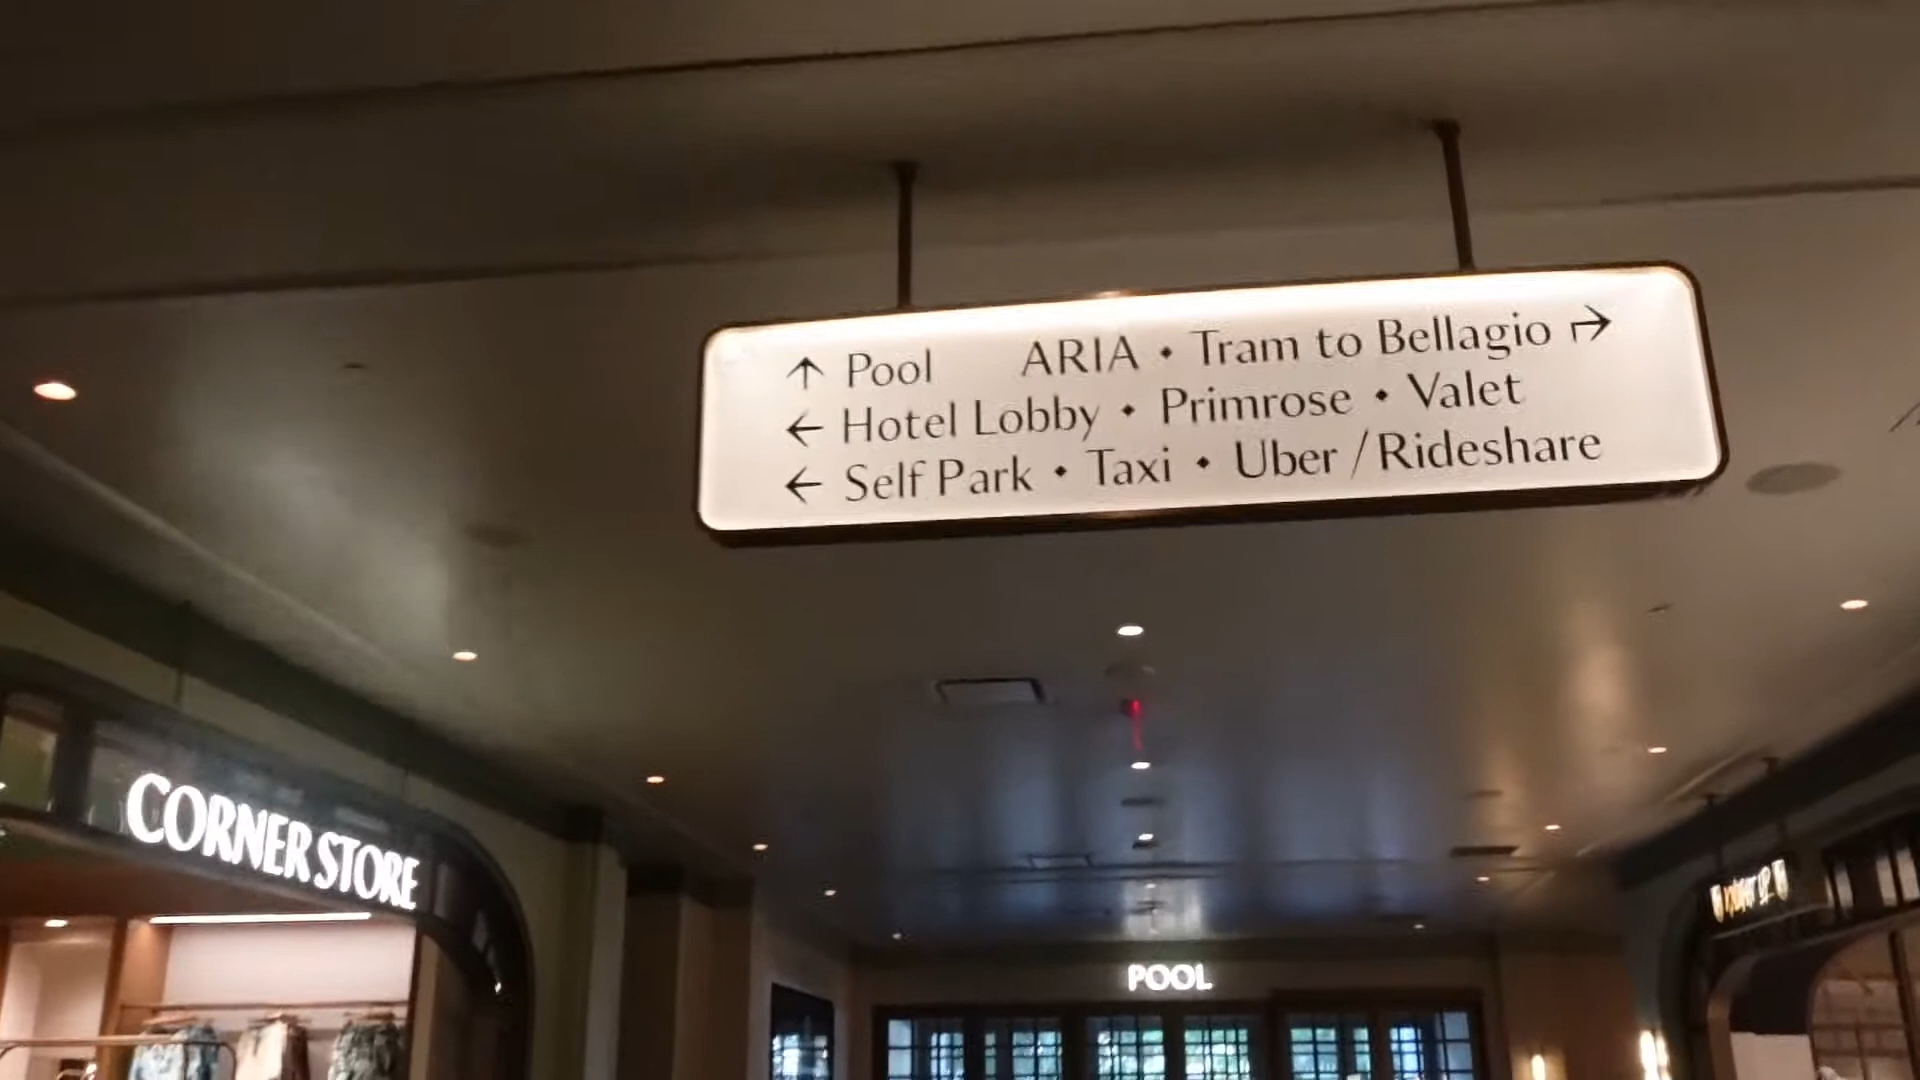 ↑ Pool ARIA • Tram to Bellagio ↱
← Hotel Lobby • Primrose • Valet
← Self Park • Taxi • Uber / Rideshare
CORNER STORE
POOL